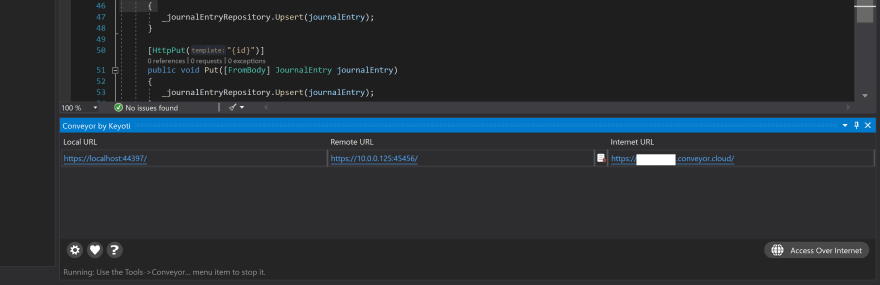 46 {
47 _journalEntryRepository.Upsert(journalEntry);
48 }
49
50 [HttpPut(template:"{id}")]
0 references | 0 requests | 0 exceptions
51 public void Put([FromBody] JournalEntry journalEntry)
52 {
53 _journalEntryRepository.Upsert(journalEntry);
100 % No issues found
Conveyor by Keyoti
Local URL Remote URL Internet URL
https://localhost:44397/ https://10.0.0.125:45456/ https:// .conveyor.cloud/
? Access Over Internet
Running: Use the Tools->Conveyor... menu item to stop it.